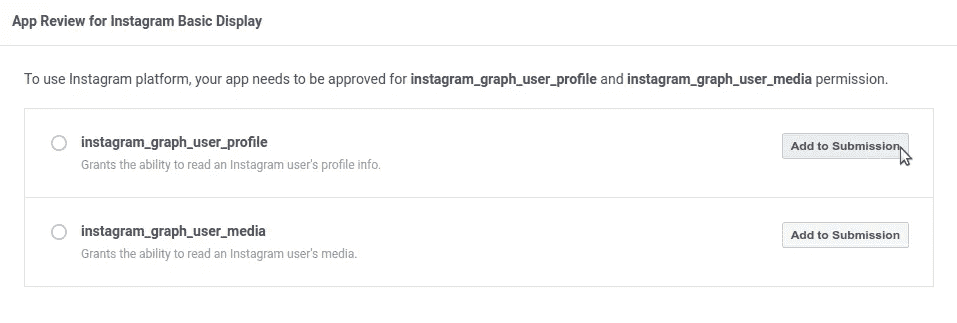 App Review for Instagram Basic Display
To use Instagram platform, your app needs to be approved for instagram_graph_user_profile and instagram_graph_user_media permission.
instagram_graph_user_profile
Add to Submission
Grants the ability to read an Instagram user's profile info.
instagram_graph_user_media
Add to Submission
Grants the ability to read an Instagram user's media.